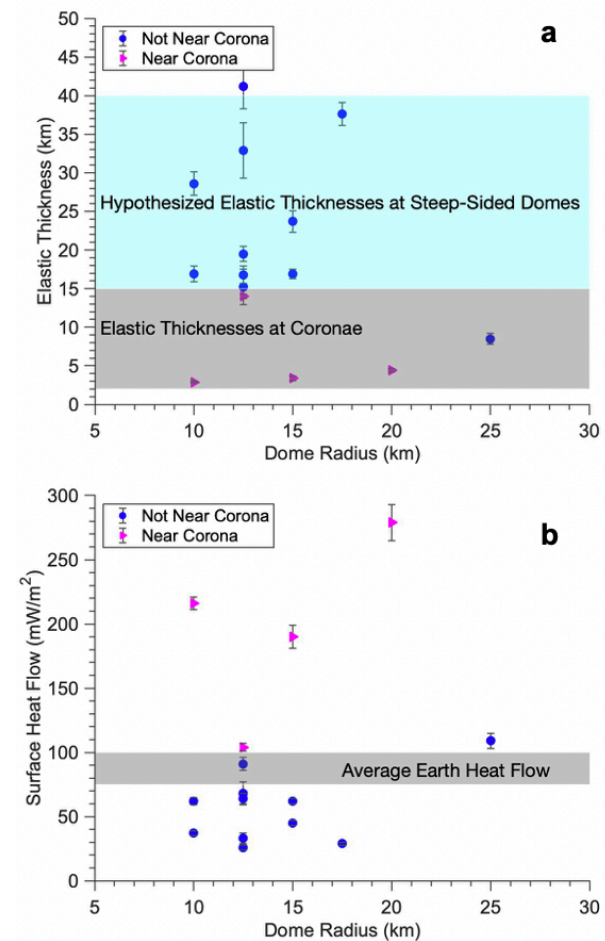 a
Not Near Corona
Near Corona
Hypothesized Elastic Thicknesses at Steep-Sided Domes
Elastic Thicknesses at Coronae
Elastic Thickness (km)
50
45
40
35
30
25
20
15
10
5
0
5
10
15
20
25
30
Dome Radius (km)
b
Not Near Corona
Near Corona
Average Earth Heat Flow
Surface Heat Flow (mW/m²)
300
250
200
150
100
50
0
5
10
15
20
25
30
Dome Radius (km)